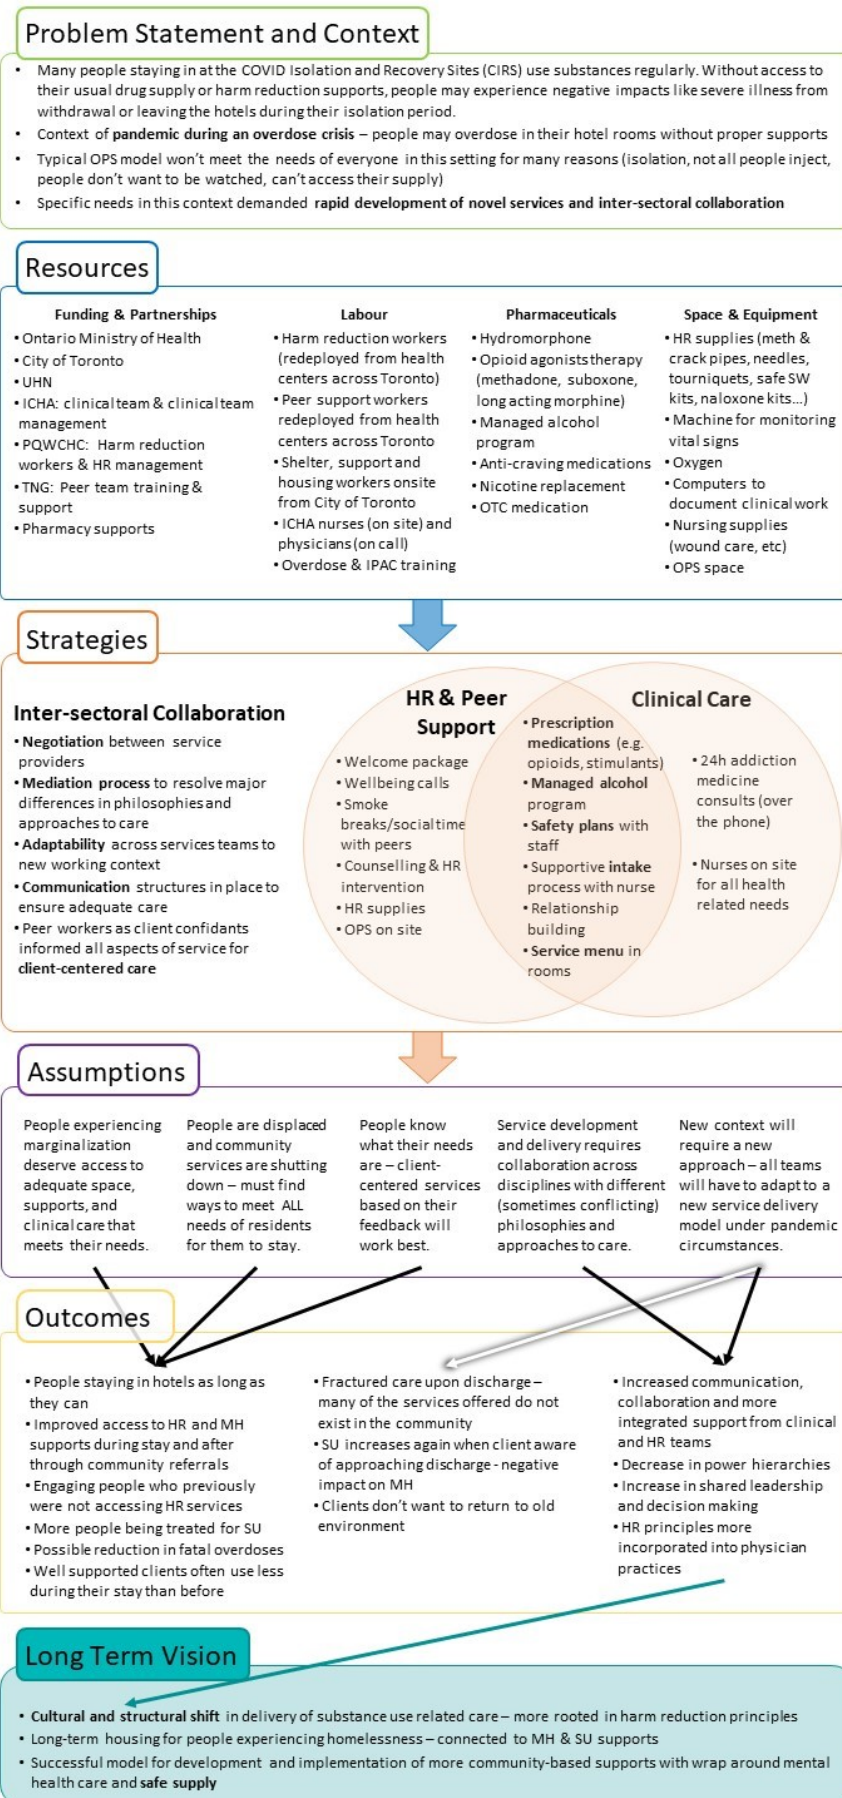 Problem Statement and Context
• Many people staying in at the COVID Isolation and Recovery Sites (CIRS) use substances regularly. Without access to
their usual drug supply or harm reduction supports, people may experience negative impacts like severe illness from
withdrawal or leaving the hotels during their isolation period.
• Context of pandemic during an overdose crisis – people may overdose in their hotel rooms without proper supports
• Typical OPS model won't meet the needs of everyone in this setting for many reasons (isolation, not all people inject,
people don't want to be watched, can't access their supply)
• Specific needs in this context demanded rapid development of novel services and inter-sectoral collaboration
Resources
Funding & Partnerships
• Ontario Ministry of Health
• City of Toronto
• UHN
• ICHA: clinical team & clinical team
management
• PQWCHC: Harm reduction
workers & HR management
• TNG: Peer team training &
support
• Pharmacy supports
Labour
• Harm reduction workers
(redeployed from health
centers across Toronto)
• Peer support workers
redeployed from health
centers across Toronto
• Shelter, support and
housing workers onsite
from City of Toronto
• ICHA nurses (on site) and
physicians (on call)
• Overdose & IPAC training
Pharmaceuticals
• Hydromorphone
• Opioid agonists therapy
(methadone, suboxone,
long acting morphine)
• Managed alcohol
program
• Anti-craving medications
• Nicotine replacement
• OTC medication
Space & Equipment
• HR supplies (meth &
crack pipes, needles,
tourniquets, safe SW
kits, naloxone kits…)
• Machine for monitoring
vital signs
• Oxygen
• Computers to
document clinical work
• Nursing supplies
(wound care, etc)
• OPS space
Strategies
Inter-sectoral Collaboration
• Negotiation between service
providers
• Mediation process to resolve major
differences in philosophies and
approaches to care
• Adaptability across services teams to
new working context
• Communication structures in place to
ensure adequate care
• Peer workers as client confidants
informed all aspects of service for
client-centered care
HR & Peer
Support
• Welcome package
• Wellbeing calls
• Smoke
breaks/social time
with peers
• Counselling & HR
intervention
• HR supplies
• OPS on site
• Prescription
medications (e.g.
opioids, stimulants)
• Managed alcohol
program
• Safety plans with
staff
• Supportive intake
process with nurse
• Relationship
building
• Service menu in
rooms
Clinical Care
• 24h addiction
medicine
consults (over
the phone)
• Nurses on site
for all health
related needs
Assumptions
People experiencing
marginalization
deserve access to
adequate space,
supports, and
clinical care that
meets their needs.
People are displaced
and community
services are shutting
down – must find
ways to meet ALL
needs of residents
for them to stay.
People know
what their needs
are – client-
centered services
based on their
feedback will
work best.
Service development
and delivery requires
collaboration across
disciplines with different
(sometimes conflicting)
philosophies and
approaches to care.
New context will
require a new
approach – all teams
will have to adapt to a
new service delivery
model under pandemic
circumstances.
Outcomes
• People staying in hotels as long as
they can
• Improved access to HR and MH
supports during stay and after
through community referrals
• Engaging people who previously
were not accessing HR services
• More people being treated for SU
• Possible reduction in fatal overdoses
• Well supported clients often use less
during their stay than before
• Fractured care upon discharge –
many of the services offered do not
exist in the community
• SU increases again when client aware
of approaching discharge - negative
impact on MH
• Clients don't want to return to old
environment
• Increased communication,
collaboration and more
integrated support from clinical
and HR teams
• Decrease in power hierarchies
• Increase in shared leadership
and decision making
• HR principles more
incorporated into physician
practices
Long Term Vision
• Cultural and structural shift in delivery of substance use related care – more rooted in harm reduction principles
• Long-term housing for people experiencing homelessness – connected to MH & SU supports
• Successful model for development and implementation of more community-based supports with wrap around mental
health care and safe supply